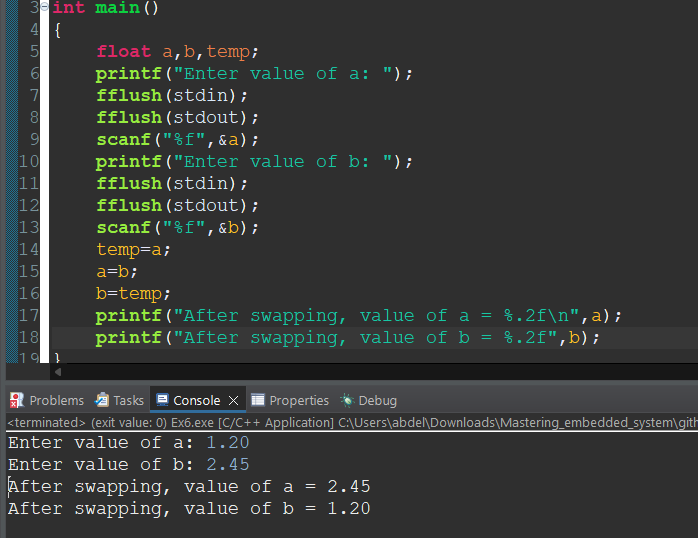 3 int main()
4 {
5 float a,b,temp;
6 printf("Enter value of a: ");
7 fflush(stdin);
8 fflush(stdout);
9 scanf("%f",&a);
10 printf("Enter value of b: ");
11 fflush(stdin);
12 fflush(stdout);
13 scanf("%f",&b);
14 temp=a;
15 a=b;
16 b=temp;
17 printf("After swapping, value of a = %.2f\n",a);
18 printf("After swapping, value of b = %.2f",b);
19 }
Problems Tasks Console Properties Debug
<terminated> (exit value: 0) Ex6.exe [C/C++ Application] C:\Users\abdel\Downloads\Mastering_embedded_system\gith
Enter value of a: 1.20
Enter value of b: 2.45
After swapping, value of a = 2.45
After swapping, value of b = 1.20